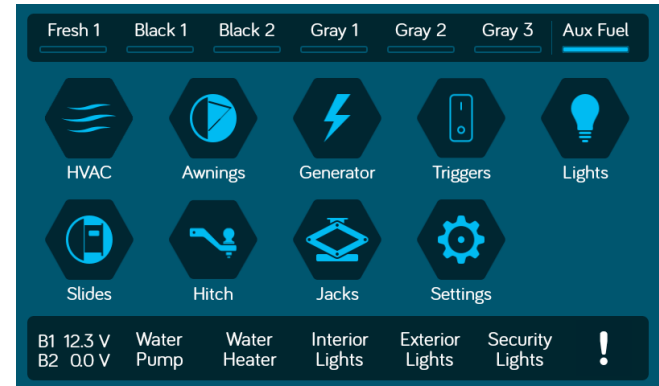 Fresh 1 Black 1 Black 2 Gray 1 Gray 2 Gray 3 Aux Fuel
HVAC Awnings Generator Triggers Lights
Slides Hitch Jacks Settings
B1 12.3 V Water Water Interior Exterior Security
B2 0.0 V Pump Heater Lights Lights Lights !